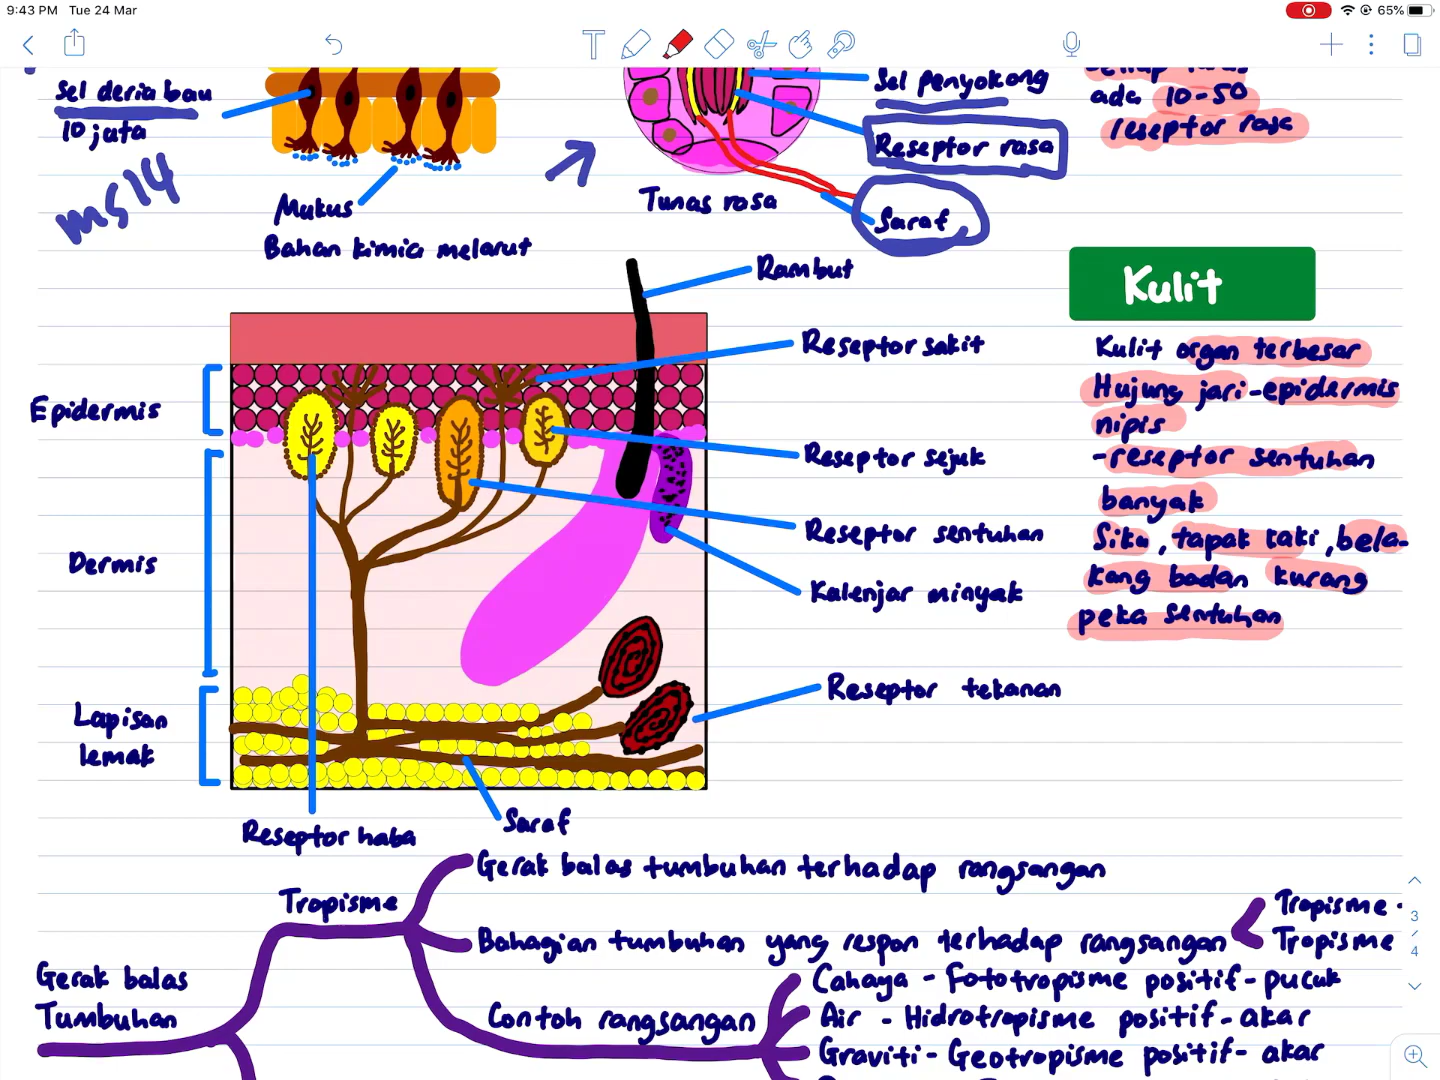 9:43 PM Tue 24 Mar
65%
Sel deria bau
10 juta
ms14
Mukus
Bahan kimia melarut
Sel penyokong
Reseptor rasa
Saraf
Tunas rasa
ada 10-50
reseptor rasa
Kulit
Kulit organ terbesar
Hujung jari-epidermis
nipis
-reseptor sentuhan
banyak
Siku, tapak kaki, bela-
kang badan kurang
peka sentuhan
Rambut
Reseptor sakit
Reseptor sejuk
Reseptor sentuhan
Kalenjar minyak
Reseptor tekanan
Epidermis
Dermis
Lapisan
lemak
Reseptor haba
Saraf
Gerak balas
Tumbuhan
Tropisme
Gerak balas tumbuhan terhadap rangsangan
Bahagian tumbuhan yang respon terhadap rangsangan
Tropisme
Tropisme
Contoh rangsangan
Cahaya - Fototropisme positif - pucuk
Air - Hidrotropisme positif - akar
Graviti - Geotropisme positif - akar
3
/
4